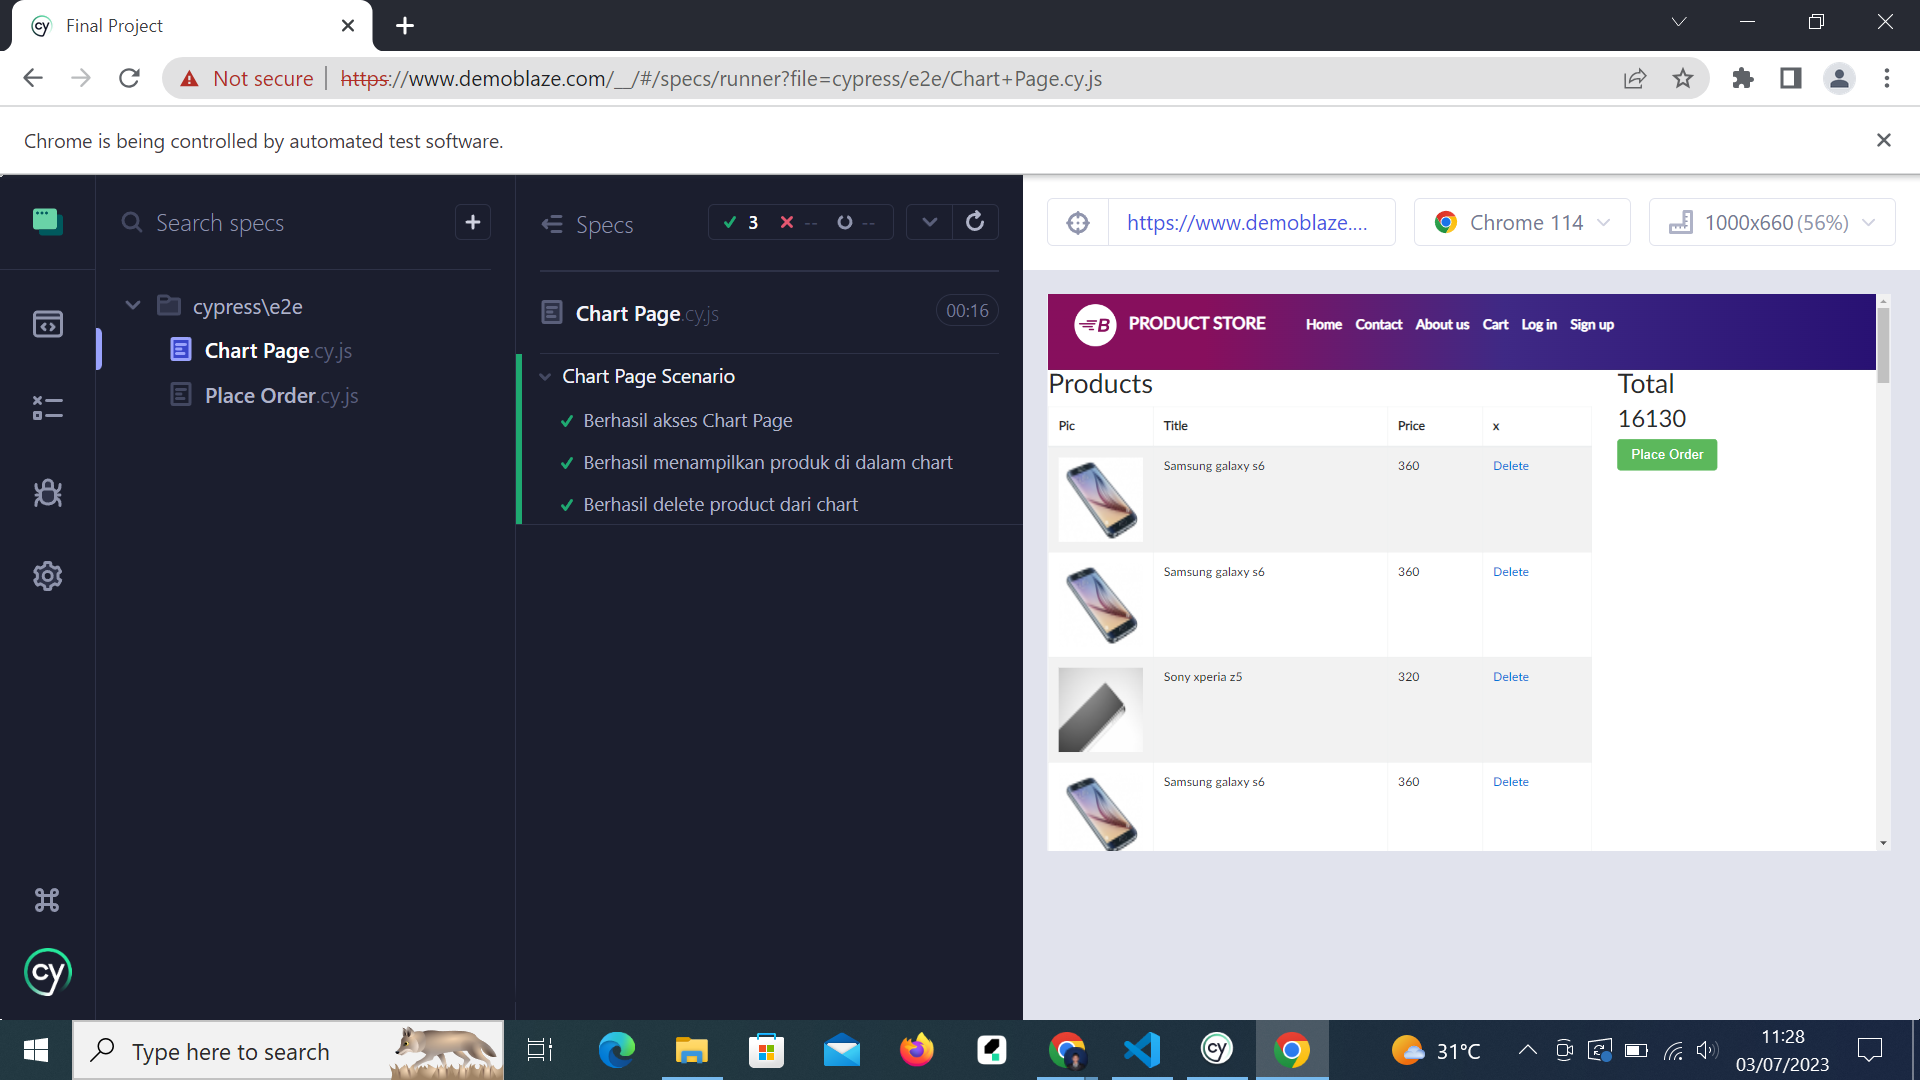 Final Project
Not secure
https://www.demoblaze.com/__/#/specs/runner?file=cypress/e2e/Chart+Page.cy.js
Chrome is being controlled by automated test software.
Search specs
cypress\e2e
Chart Page.cy.js
Place Order.cy.js
cy
Specs
3 -- --
Chart Page.cy.js 00:16
Chart Page Scenario
Berhasil akses Chart Page
Berhasil menampilkan produk di dalam chart
Berhasil delete product dari chart
https://www.demoblaze.... Chrome 114 1000x660 (56%)
B PRODUCT STORE Home Contact About us Cart Log in Sign up
Products
Total
16130
Place Order
Pic Title Price x
Samsung galaxy s6 360 Delete
Samsung galaxy s6 360 Delete
Sony xperia z5 320 Delete
Samsung galaxy s6 360 Delete
Type here to search
31°C
11:28
03/07/2023